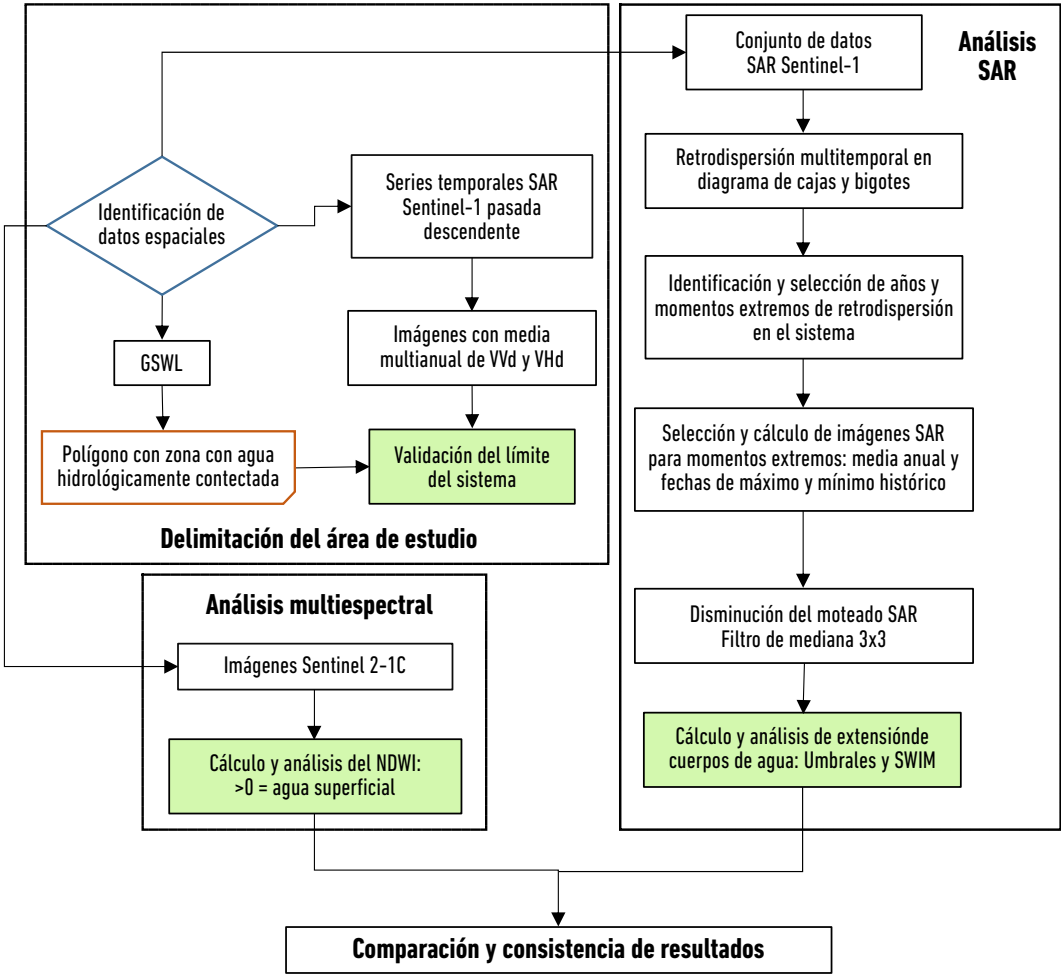 Identificación de
datos espaciales
GSWL
Polígono con zona con agua
hidrológicamente contectada
Series temporales SAR
Sentinel-1 pasada
descendente
Imágenes con media
multianual de VVd y VHd
Validación del límite
del sistema
Delimitación del área de estudio
Análisis multiespectral
Imágenes Sentinel 2-1C
Cálculo y análisis del NDWI:
>0 = agua superficial
Análisis
SAR
Conjunto de datos
SAR Sentinel-1
Retrodispersión multitemporal en
diagrama de cajas y bigotes
Identificación y selección de años y
momentos extremos de retrodispersión
en el sistema
Selección y cálculo de imágenes SAR
para momentos extremos: media anual y
fechas de máximo y mínimo histórico
Disminución del moteado SAR
Filtro de mediana 3x3
Cálculo y análisis de extensiónde
cuerpos de agua: Umbrales y SWIM
Comparación y consistencia de resultados